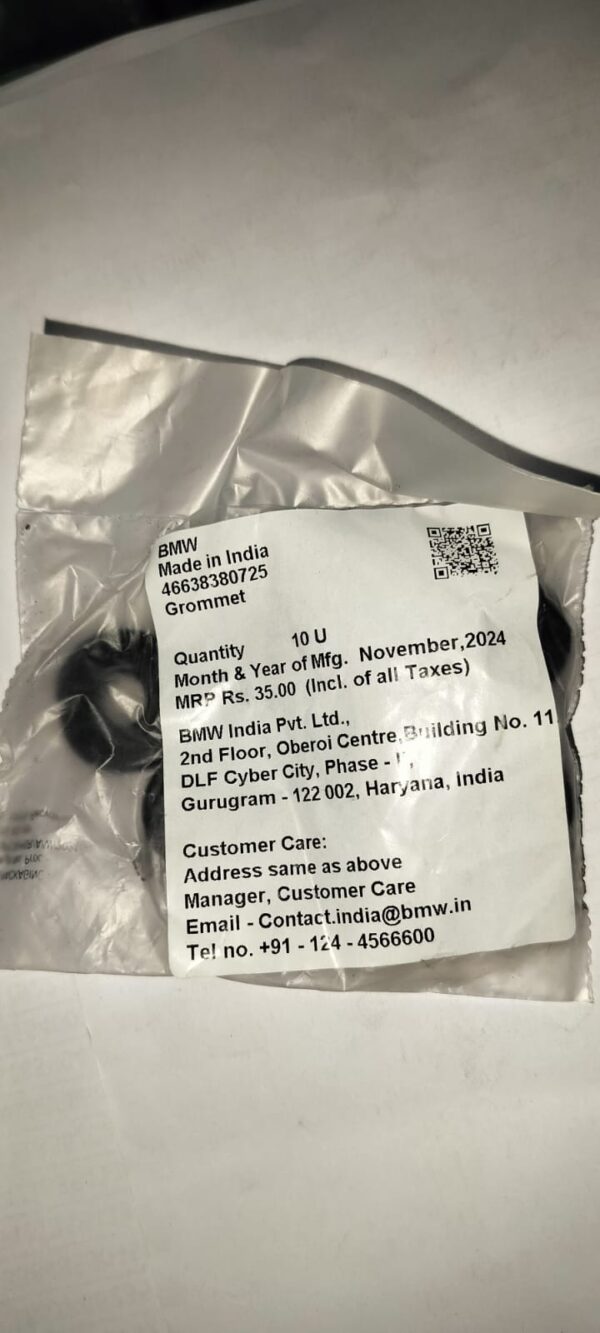 BMW
Made in India
46638380725
Grommet
Quantity 10 U
Month & Year of Mfg. November,2024
MRP Rs. 35.00 (Incl. of all Taxes)
BMW India Pvt. Ltd.,
2nd Floor, Oberoi Centre,Building No. 11
DLF Cyber City, Phase -
Gurugram - 122 002, Haryana, India
Customer Care:
Address same as above
Manager, Customer Care
Email - Contact.india@bmw.in
Tel no. +91 - 124 - 4566600